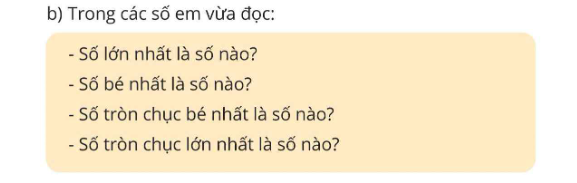 b) Trong các số em vừa đọc:
- Số lớn nhất là số nào?
- Số bé nhất là số nào?
- Số tròn chục bé nhất là số nào?
- Số tròn chục lớn nhất là số nào?